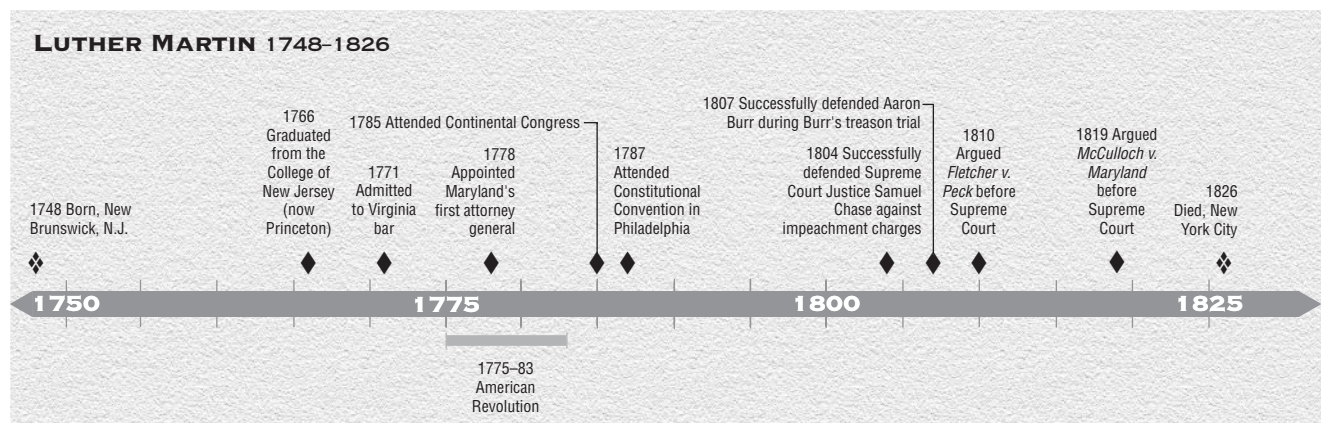 LUTHER MARTIN 1748–1826
1748 Born, New
Brunswick, N.J.
1766
Graduated
from the
College of
New Jersey
(now
Princeton)
1771
Admitted
to Virginia
bar
1778
Appointed
Maryland's
first attorney
general
1785 Attended Continental Congress
1787
Attended
Constitutional
Convention in
Philadelphia
1804 Successfully
defended Supreme
Court Justice Samuel
Chase against
impeachment charges
1807 Successfully defended Aaron
Burr during Burr's treason trial
1810
Argued
Fletcher v.
Peck before
Supreme
Court
1819 Argued
McCulloch v.
Maryland
before
Supreme
Court
1826
Died, New
York City
1750
1775
1800
1825
1775–83
American
Revolution